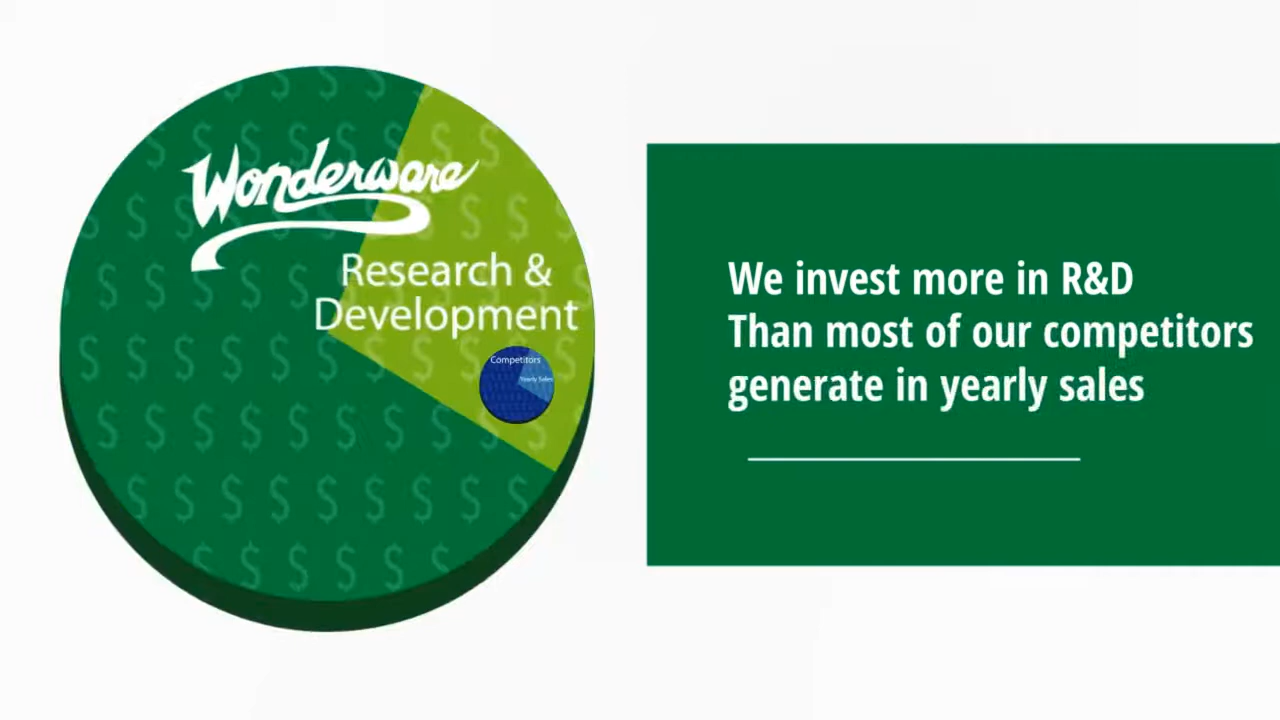 Wonderware
Research &
Development
Competitors
Yearly Sales
We invest more in R&D
Than most of our competitors
generate in yearly sales